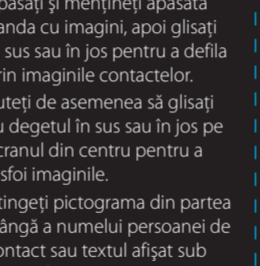 păsați și mențineți apăsată
anda cu imagini, apoi glisați
sus sau în jos pentru a defila
rin imaginile contactelor.
uteți de asemenea să glisați
u degetul în sus sau în jos pe
cranul din centru pentru a
sfoi imaginile.
tingeți pictograma din partea
ângă a numelui persoanei de
ontact sau textul afișat sub